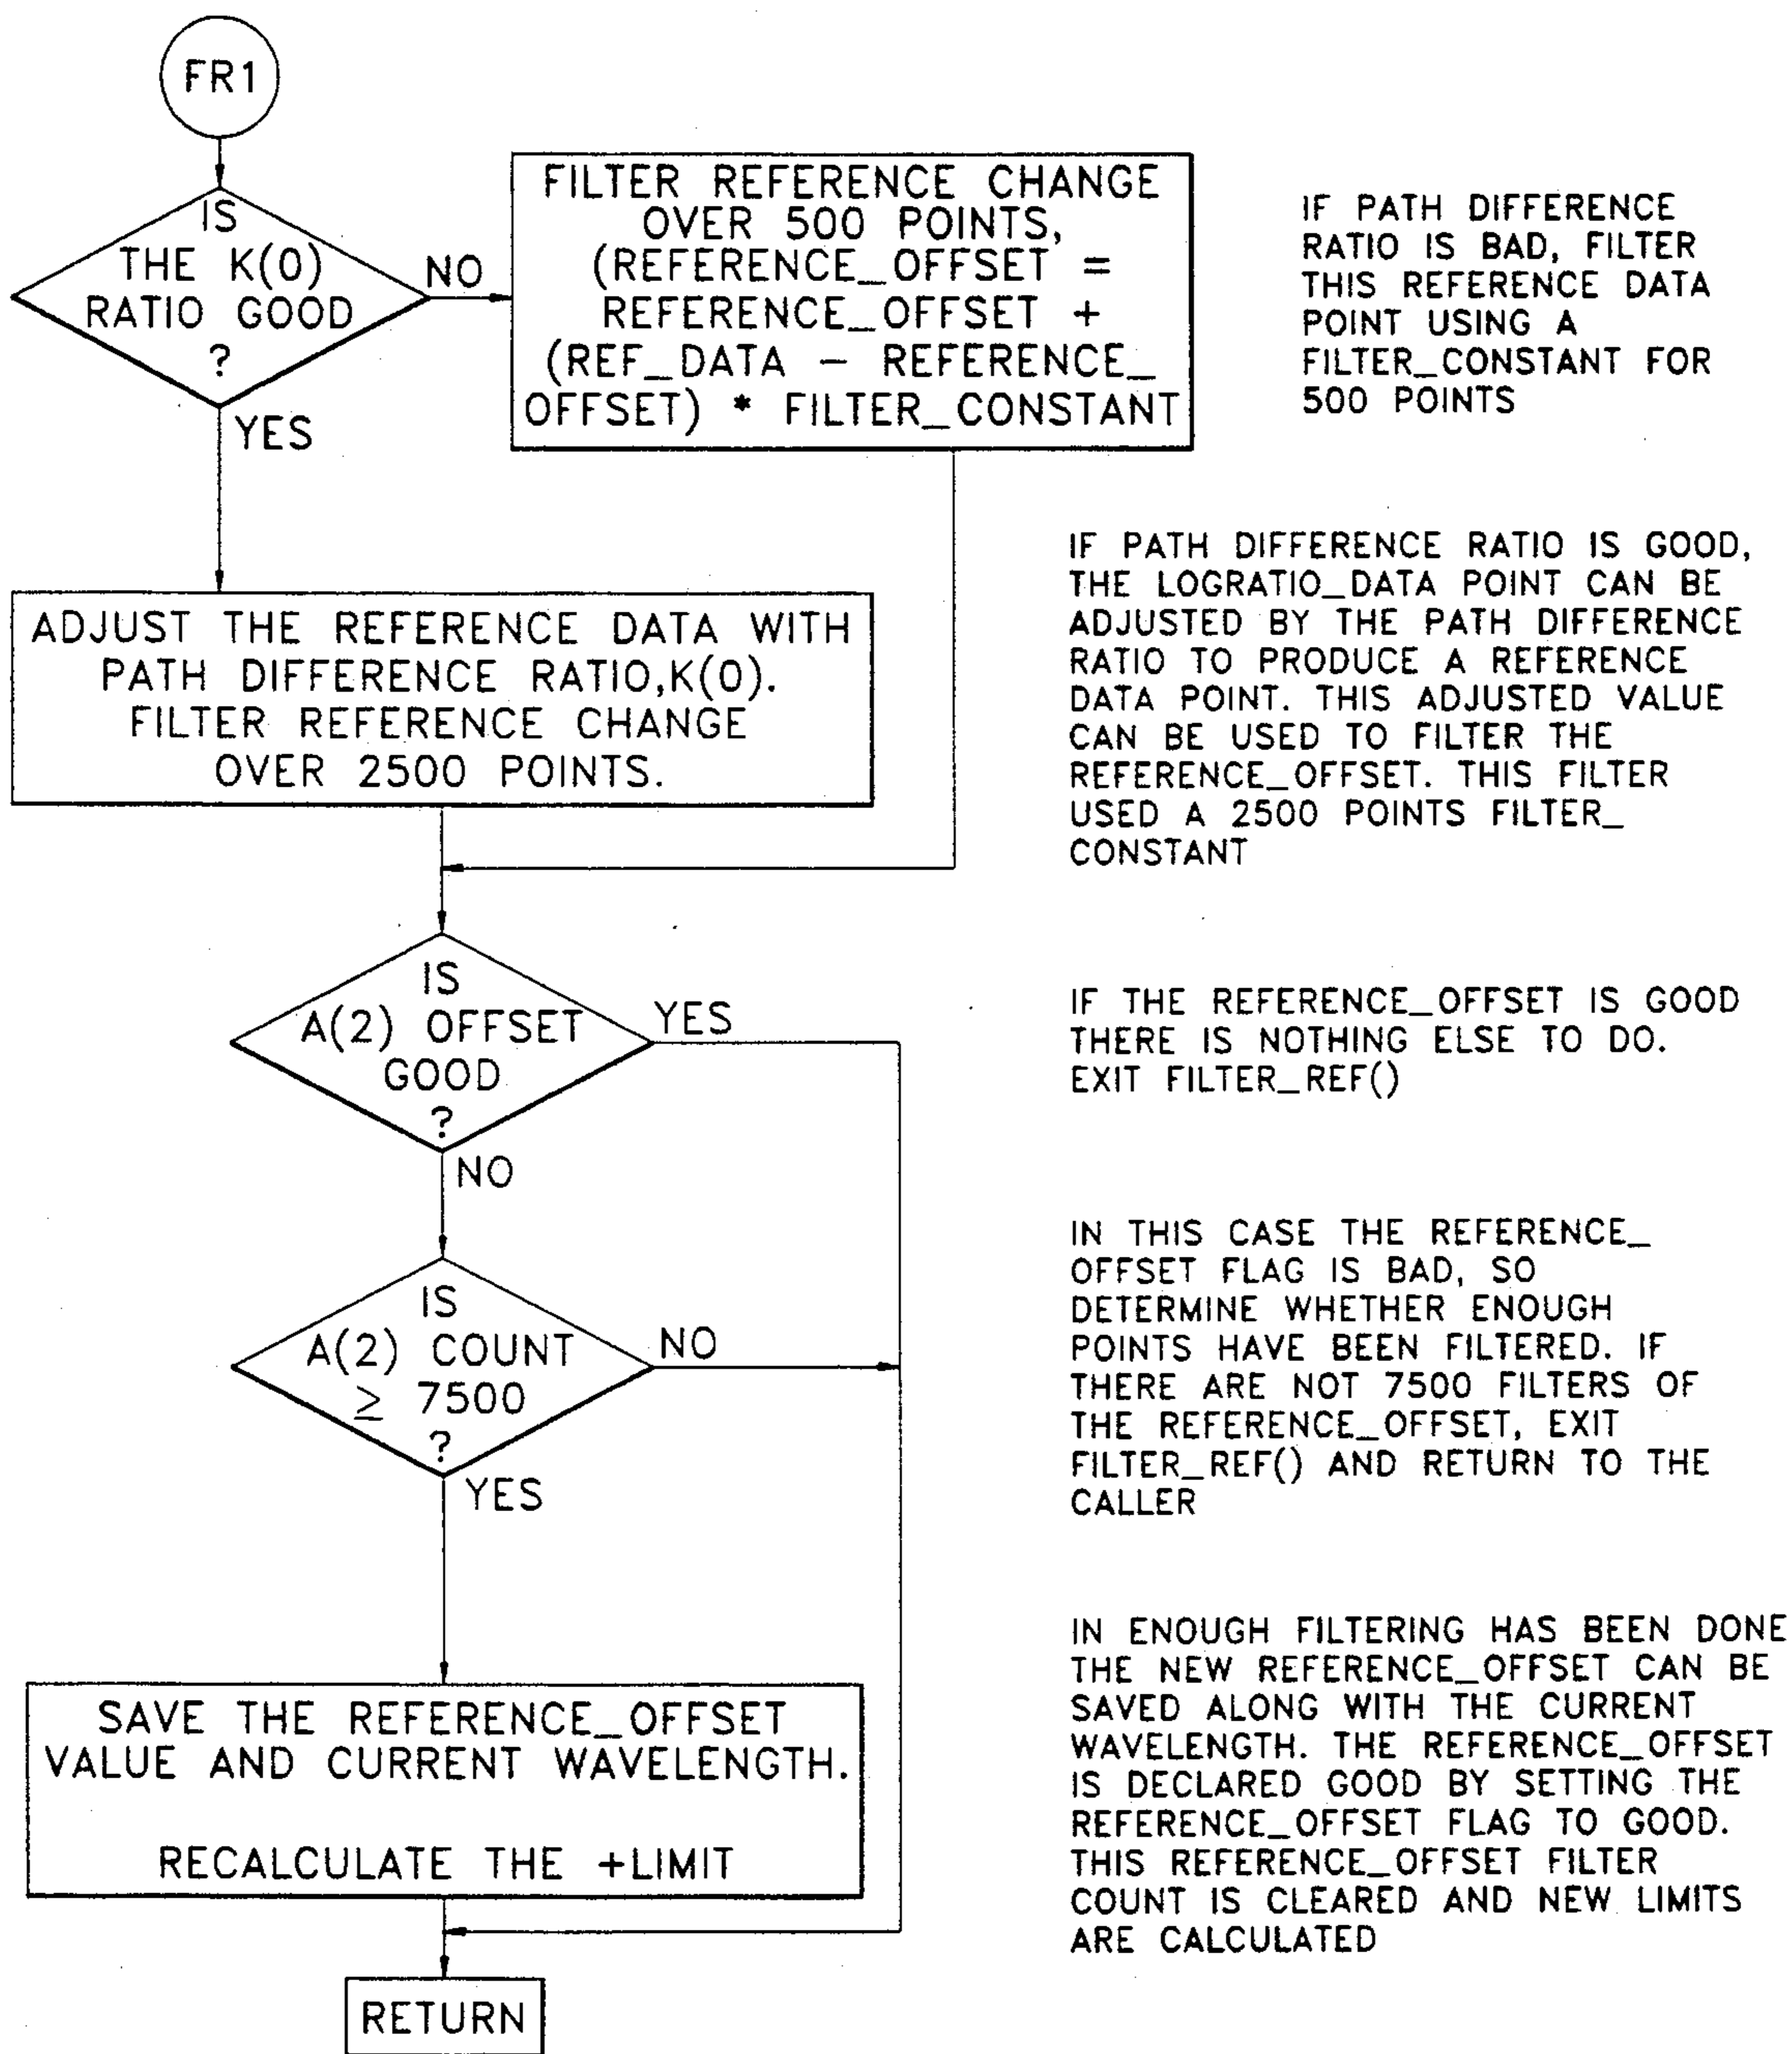 FR1
IS
THE K(0)
RATIO GOOD
?
NO
YES
FILTER REFERENCE CHANGE
OVER 500 POINTS,
(REFERENCE_OFFSET =
REFERENCE_OFFSET +
(REF_DATA – REFERENCE_
OFFSET) * FILTER_CONSTANT
IF PATH DIFFERENCE
RATIO IS BAD, FILTER
THIS REFERENCE DATA
POINT USING A
FILTER_CONSTANT FOR
500 POINTS
ADJUST THE REFERENCE DATA WITH
PATH DIFFERENCE RATIO,K(0).
FILTER REFERENCE CHANGE
OVER 2500 POINTS.
IF PATH DIFFERENCE RATIO IS GOOD,
THE LOGRATIO_DATA POINT CAN BE
ADJUSTED BY THE PATH DIFFERENCE
RATIO TO PRODUCE A REFERENCE
DATA POINT. THIS ADJUSTED VALUE
CAN BE USED TO FILTER THE
REFERENCE_OFFSET. THIS FILTER
USED A 2500 POINTS FILTER_
CONSTANT
IS
A(2) OFFSET
GOOD
?
YES
NO
IF THE REFERENCE_OFFSET IS GOOD
THERE IS NOTHING ELSE TO DO.
EXIT FILTER_REF()
IS
A(2) COUNT
≥ 7500
?
NO
YES
IN THIS CASE THE REFERENCE_
OFFSET FLAG IS BAD, SO
DETERMINE WHETHER ENOUGH
POINTS HAVE BEEN FILTERED. IF
THERE ARE NOT 7500 FILTERS OF
THE REFERENCE_OFFSET, EXIT
FILTER_REF() AND RETURN TO THE
CALLER
SAVE THE REFERENCE_OFFSET
VALUE AND CURRENT WAVELENGTH.
RECALCULATE THE +LIMIT
IN ENOUGH FILTERING HAS BEEN DONE
THE NEW REFERENCE_OFFSET CAN BE
SAVED ALONG WITH THE CURRENT
WAVELENGTH. THE REFERENCE_OFFSET
IS DECLARED GOOD BY SETTING THE
REFERENCE_OFFSET FLAG TO GOOD.
THIS REFERENCE_OFFSET FILTER
COUNT IS CLEARED AND NEW LIMITS
ARE CALCULATED
RETURN